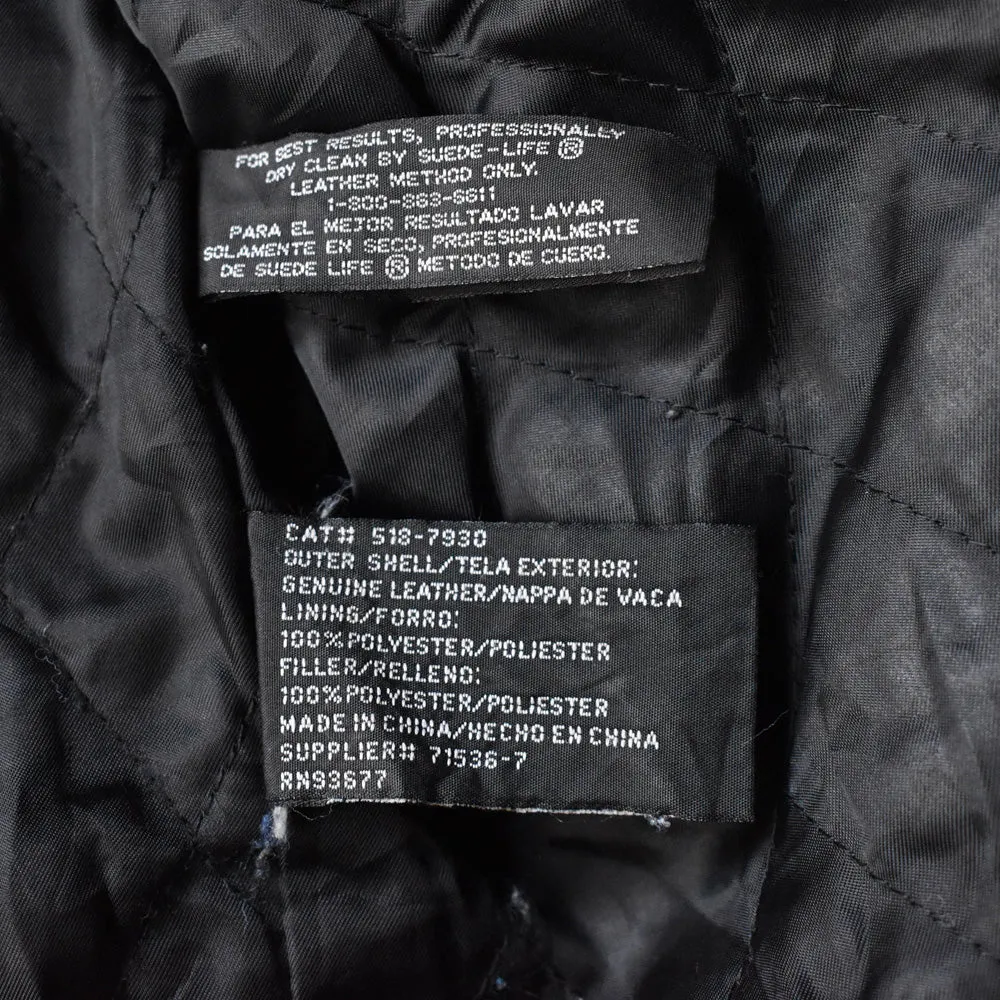 FOR BEST RESULTS, PROFESSIONALLY
DRY CLEAN BY SUEDE-LIFE ®
LEATHER METHOD ONLY.
PARA EL MEJOR RESULTADO LAVAR
SOLAMENTE EN SECO, PROFESIONALMENTE
DE SUEDE LIFE ® METODO DE CUERO.
CAT# 518-7930
OUTER SHELL/TELA EXTERIOR:
GENUINE LEATHER/NAPPA DE VACA
LINING/FORRO:
100%POLYESTER/POLIESTER
FILLER/RELLENO:
100%POLYESTER/POLIESTER
MADE IN CHINA/HECHO EN CHINA
SUPPLIER# 71536-7
RN93677